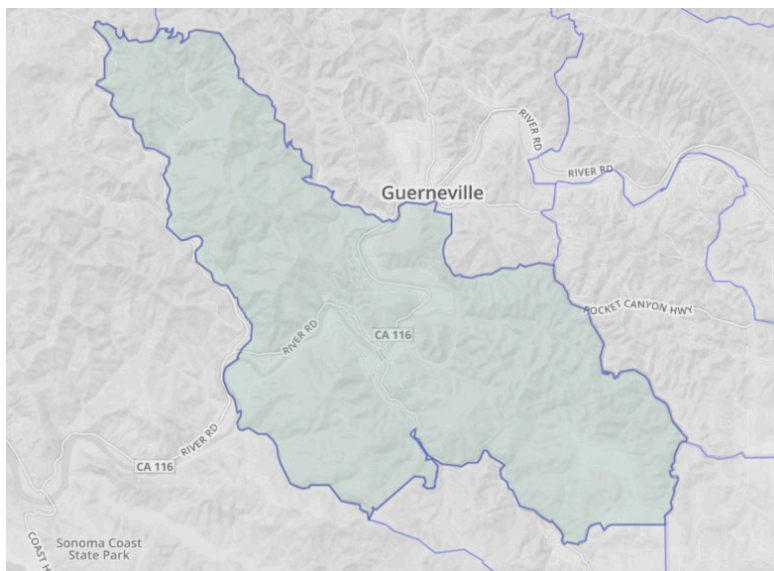 RIVER RD
RIVER RD
Guerneville
POCKET CANYON HWY
CA 116
RIVER RD
RIVER RD
CA 116
Sonoma Coast
State Park
COAST H